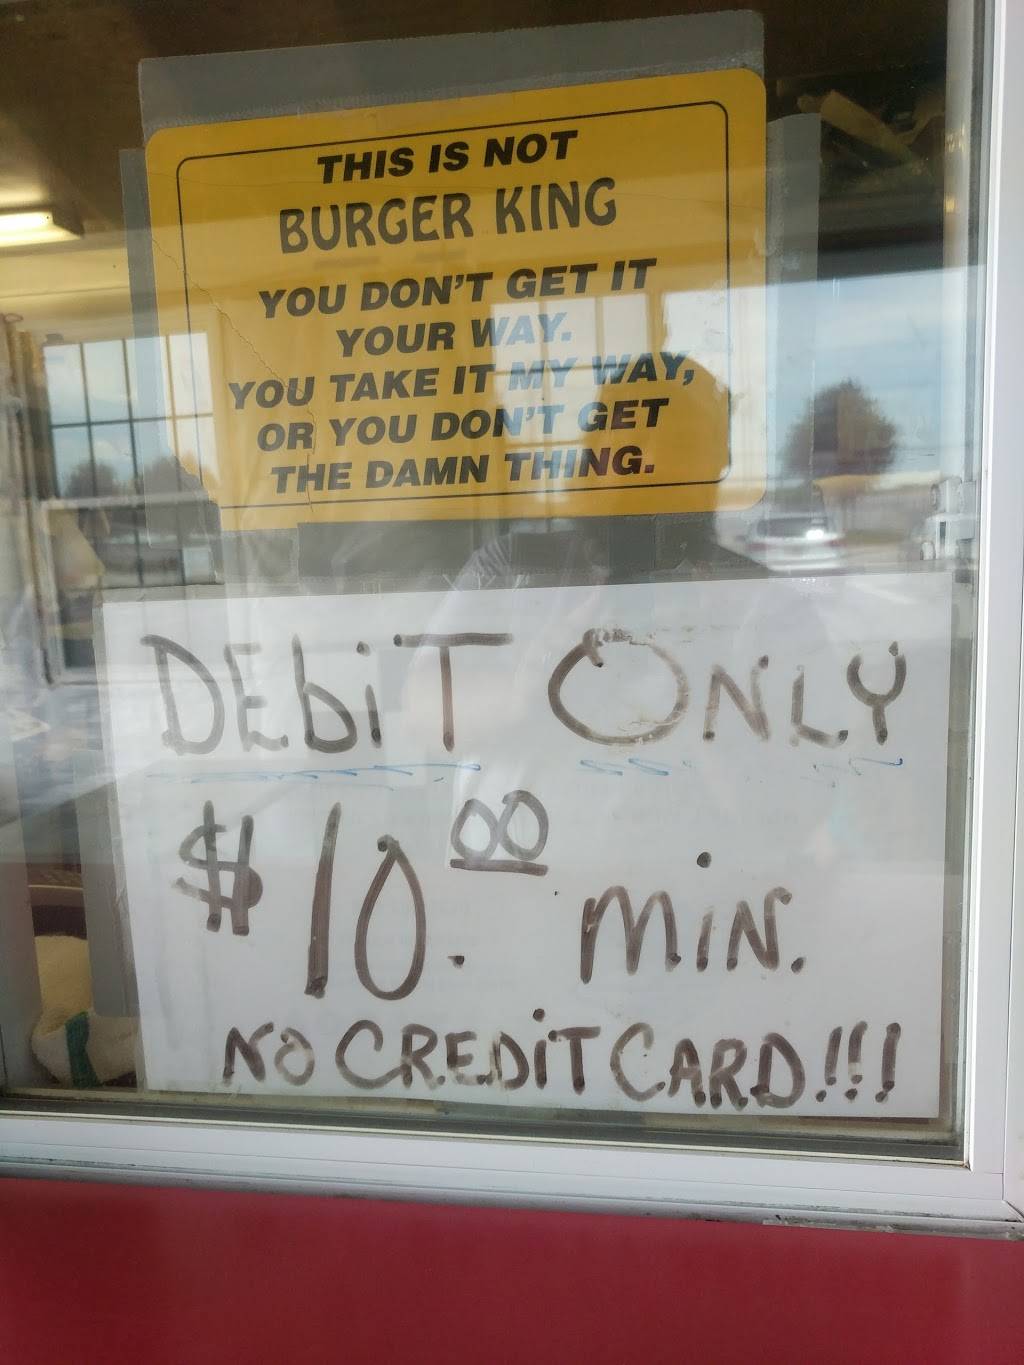 THIS IS NOT
BURGER KING
YOU DON'T GET IT
YOUR WAY.
YOU TAKE IT MY WAY,
OR YOU DON'T GET
THE DAMN THING.
DEbiT ONLY
$10.00 MiN.
NO CREDiT CARD!!!